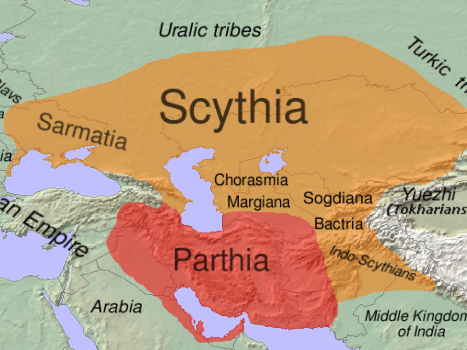 Uralic tribes
Turkic
Slavs
Scythia
Sarmatia
Chorasmia
Margiana
Sogdiana
Yuezhi
(Tokharians
Bactria
an Empire
Parthia
Indo-Scythians
Arabia
Middle Kingdom
of India